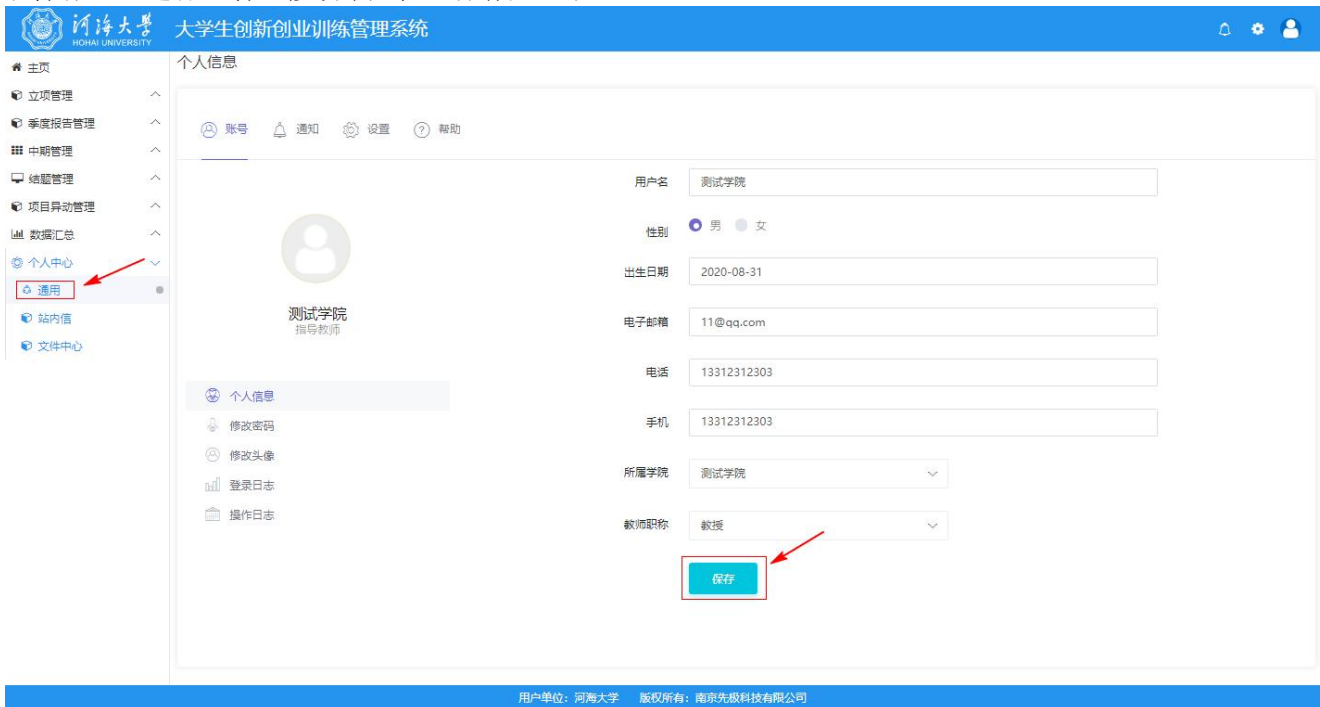 河海大学 大学生创新创业训练管理系统
HOHAI UNIVERSITY
主页
立项管理
季度报告管理
中期管理
结题管理
项目异动管理
数据汇总
个人中心
通用
站内信
文件中心
个人信息
账号 通知 设置 帮助
测试学院
指导教师
个人信息
修改密码
修改头像
登录日志
操作日志
用户名 测试学院
性别 男 女
出生日期 2020-08-31
电子邮箱 11@qq.com
电话 13312312303
手机 13312312303
所属学院 测试学院
教师职称 教授
保存
用户单位：河海大学 版权所有：南京先极科技有限公司